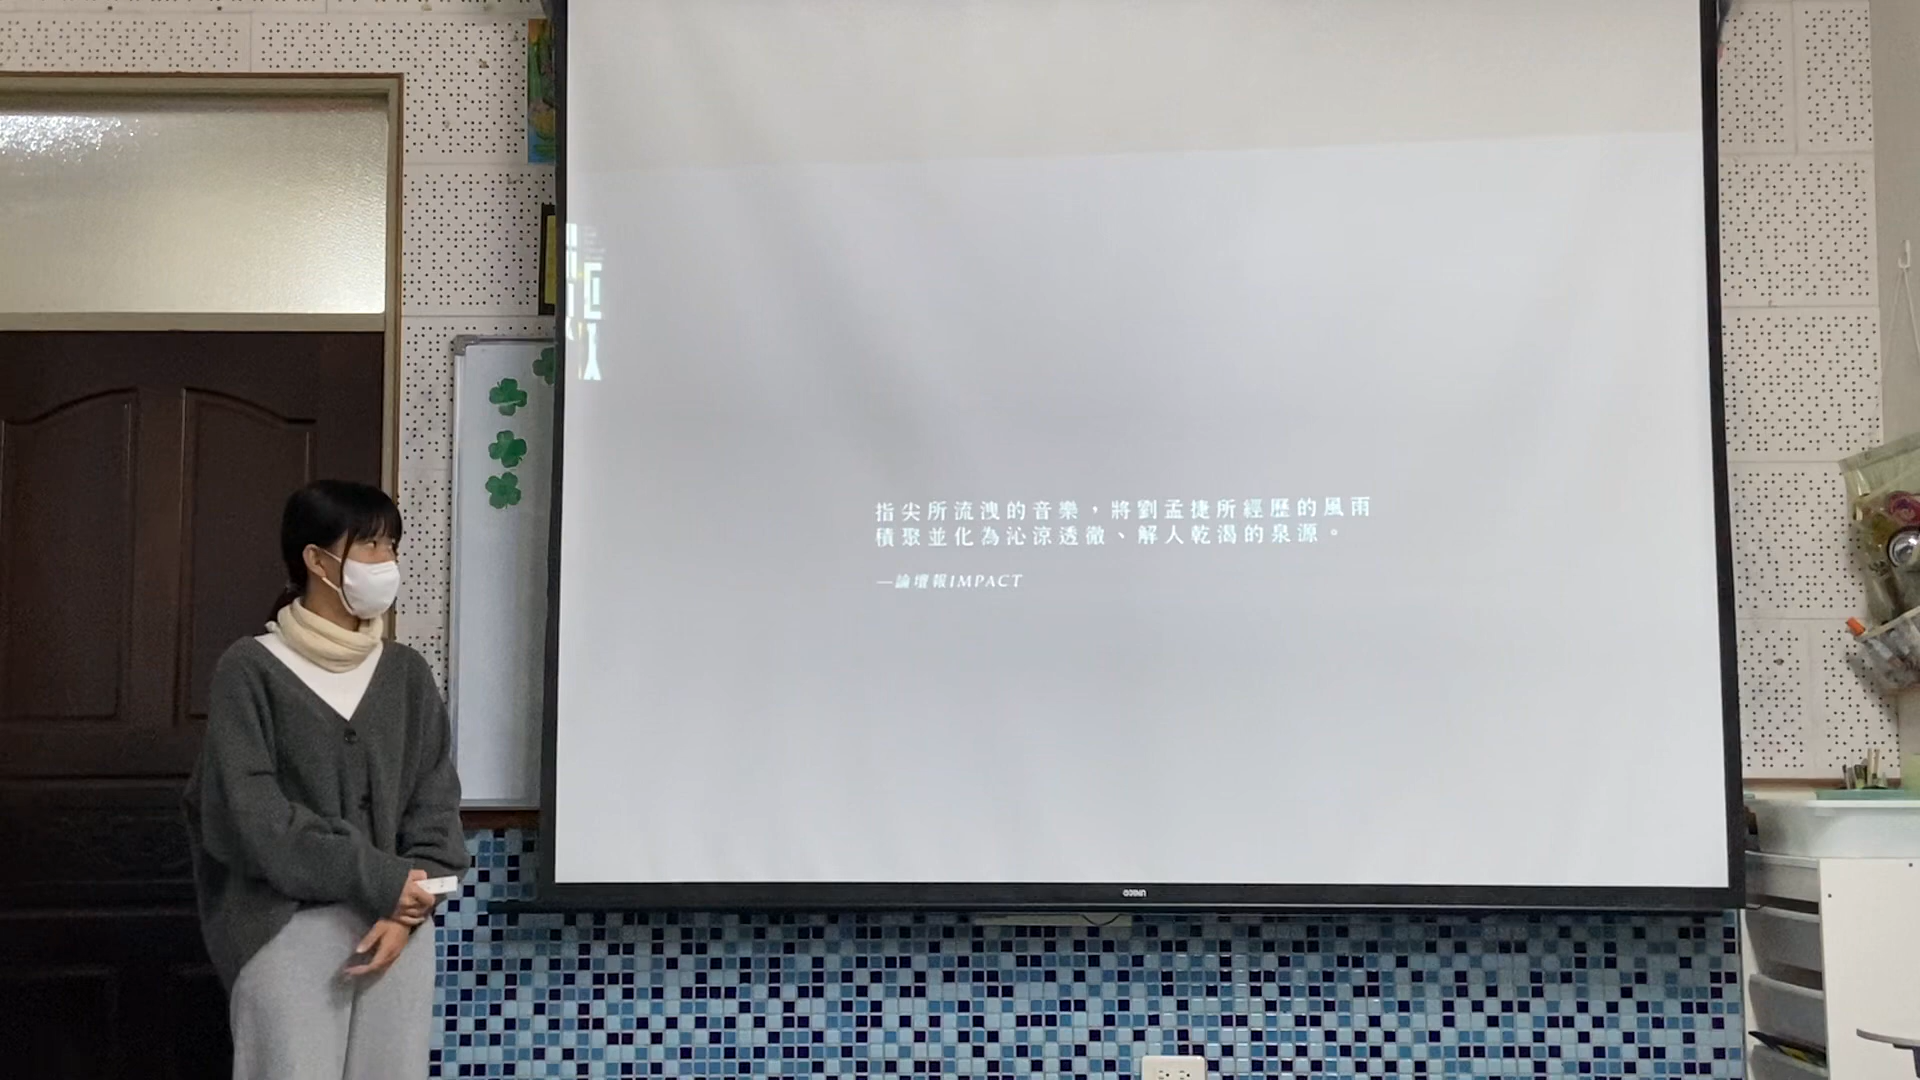 指尖所流洩的音樂，將劉孟捷所經歷的風雨
積聚並化為沁涼透徹、解人乾渴的泉源。
—論壇報IMPACT